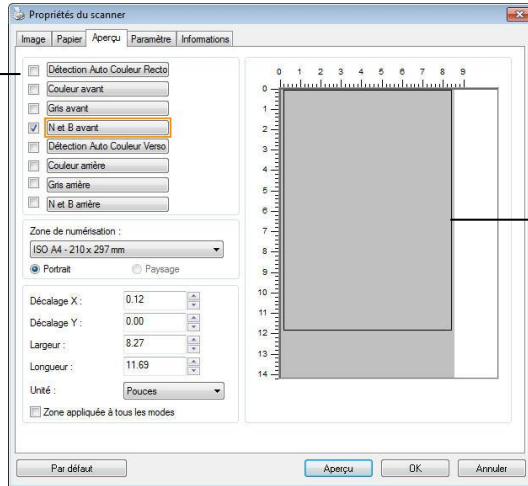 Propriétés du scanner
Image Papier Aperçu Paramètre Informations
Détection Auto Couleur Recto
Couleur avant
Gris avant
N et B avant
Détection Auto Couleur Verso
Couleur arrière
Gris arrière
N et B arrière
Zone de numérisation :
ISO A4 - 210 x 297 mm
Portrait Paysage
Décalage X : 0.12
Décalage Y : 0.00
Largeur : 8.27
Longueur : 11.69
Unité : Pouces
Zone appliquée à tous les modes
0 1 2 3 4 5 6 7 8 9
0
1
2
3
4
5
6
7
8
9
10
11
12
13
14
Par défaut Aperçu OK Annuler